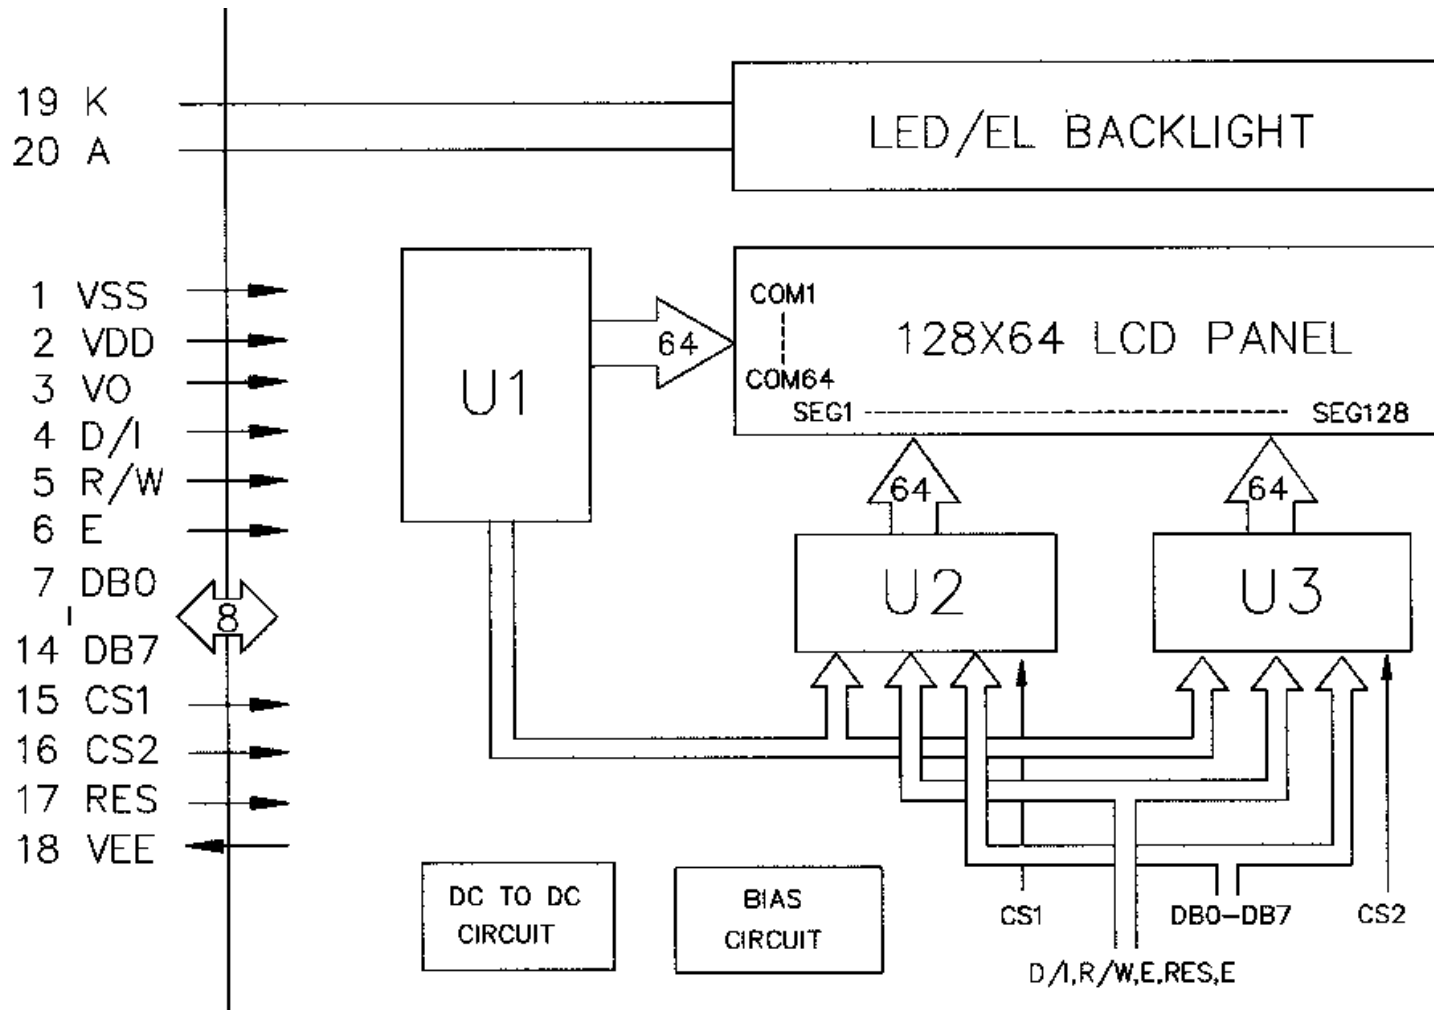 19 K
20 A
LED/EL BACKLIGHT
1 VSS
2 VDD
3 VO
4 D/I
5 R/W
6 E
7 DB0
8
14 DB7
15 CS1
16 CS2
17 RES
18 VEE
U1
64
COM1
COM64
128X64 LCD PANEL
SEG1
SEG128
64
64
U2
U3
DC TO DC
CIRCUIT
BIAS
CIRCUIT
CS1
DB0-DB7
CS2
D/I,R/W,E,RES,E